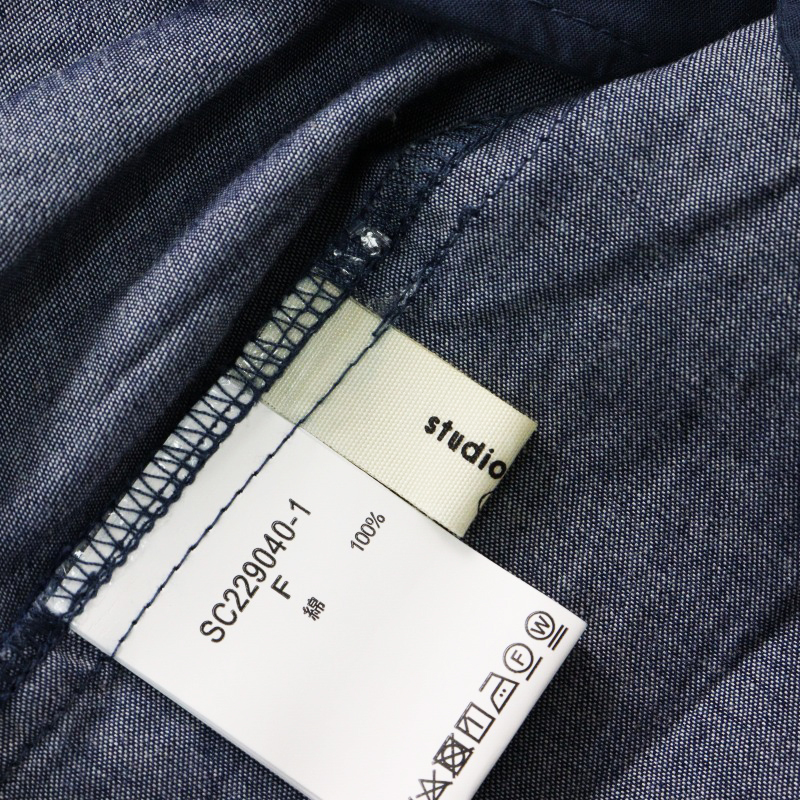 studio
SC229040-1
F
綿 100%
F W